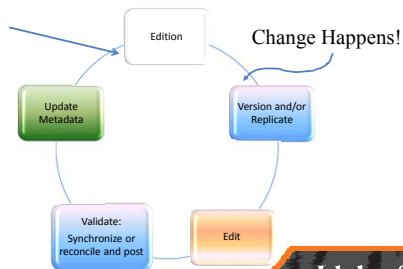 Edition
Change Happens!
Update
Metadata
Version and/or
Replicate
Validate:
Synchronize or
reconcile and post
Edit